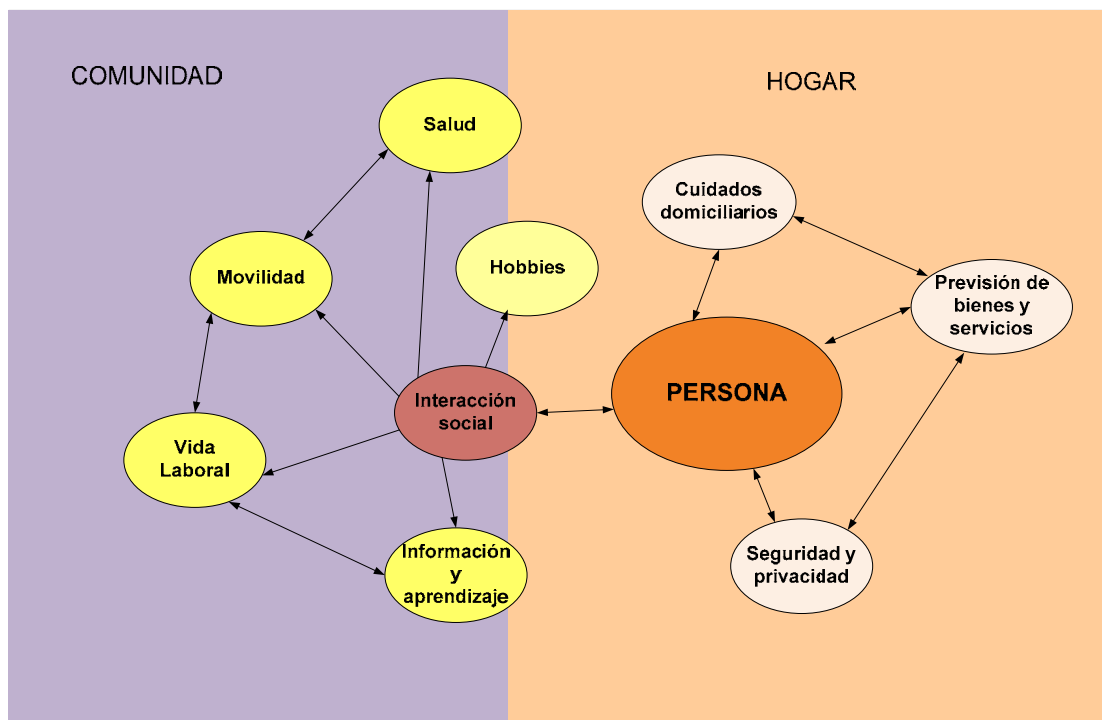 COMUNIDAD
HOGAR
Salud
Cuidados
domiciliarios
Hobbies
Movilidad
Previsión de
bienes y
servicios
PERSONA
Interacción
social
Vida
Laboral
Información
y
aprendizaje
Seguridad y
privacidad